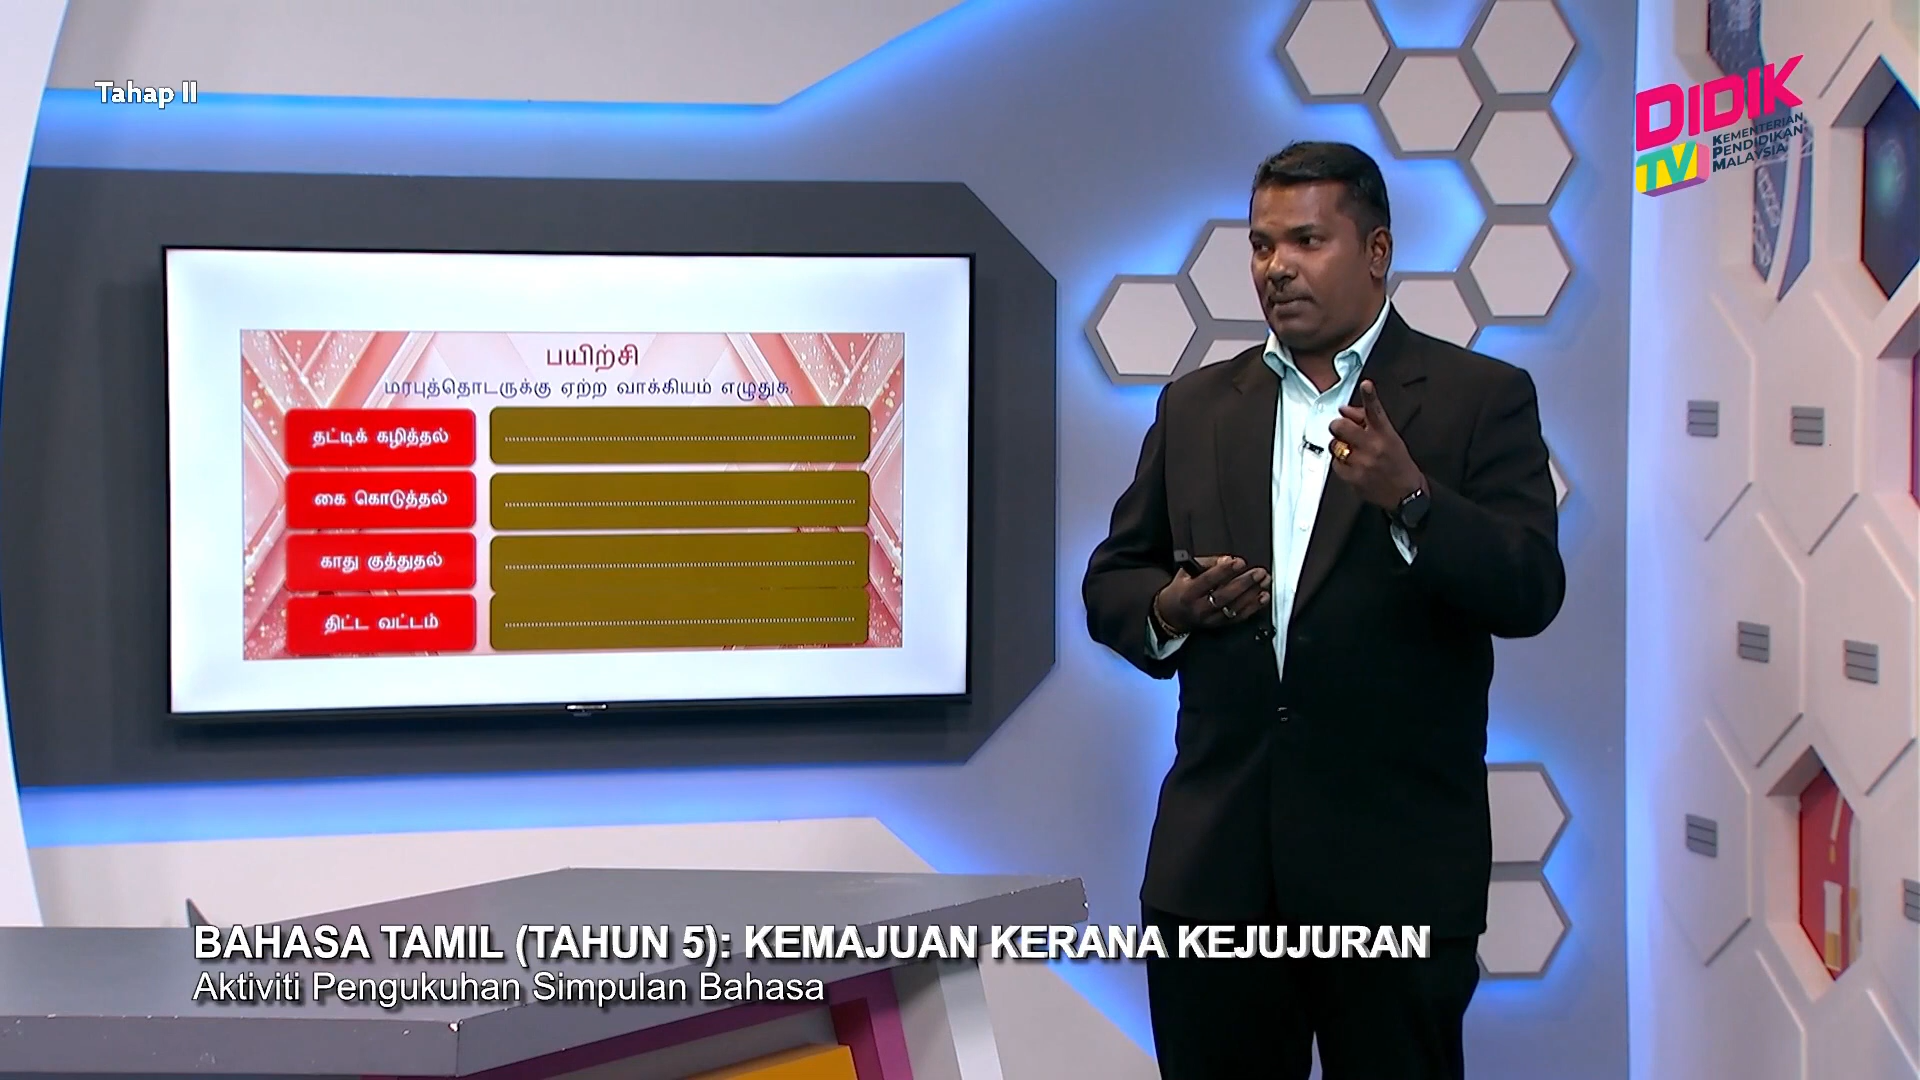 Tahap II
DIDIK
TV
KEMENTERIAN
PENDIDIKAN
MALAYSIA
பயிற்சி
மரபுத்தொடருக்கு ஏற்ற வாக்கியம் எழுதுக.
தட்டிக் கழித்தல்
கை கொடுத்தல்
காது குத்துதல்
திட்ட வட்டம்
BAHASA TAMIL (TAHUN 5): KEMAJUAN KERANA KEJUJURAN
Aktiviti Pengukuhan Simpulan Bahasa